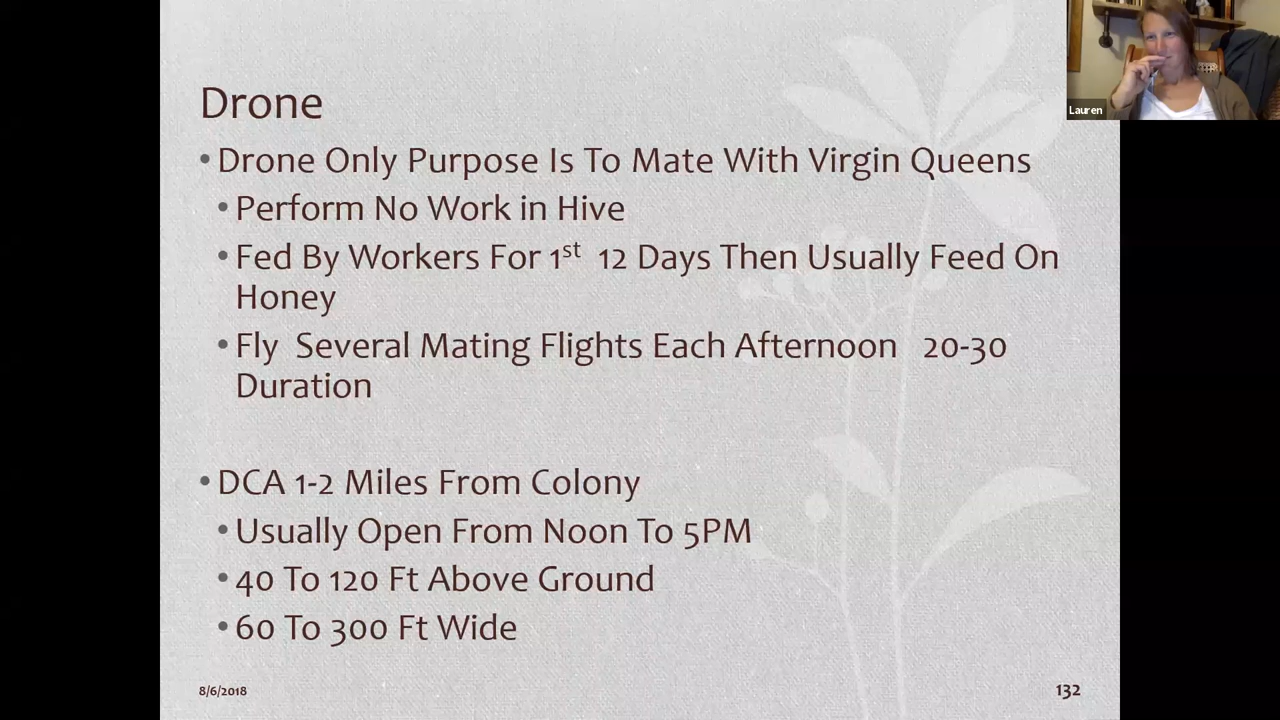 Lauren
Drone
• Drone Only Purpose Is To Mate With Virgin Queens
• Perform No Work in Hive
• Fed By Workers For 1st 12 Days Then Usually Feed On
Honey
• Fly Several Mating Flights Each Afternoon 20-30
Duration
• DCA 1-2 Miles From Colony
• Usually Open From Noon To 5PM
• 40 To 120 Ft Above Ground
• 60 To 300 Ft Wide
8/6/2018
132